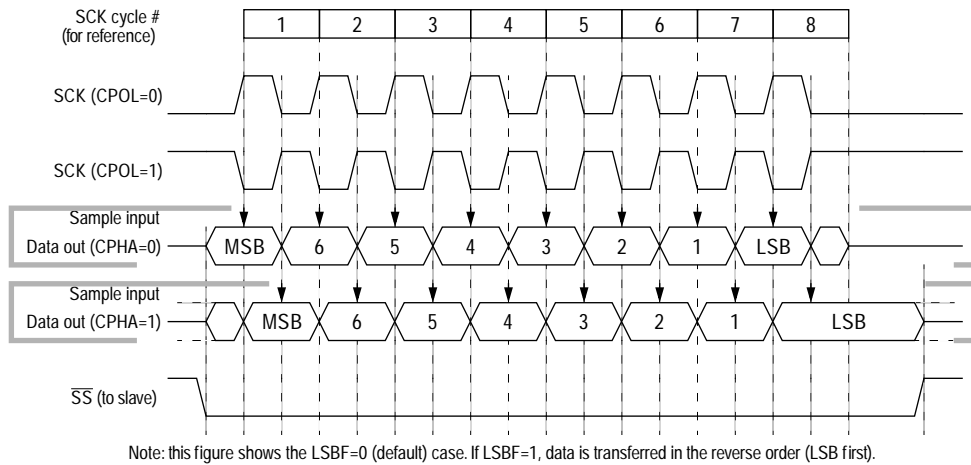 SCK cycle #
(for reference)
1 2 3 4 5 6 7 8
SCK (CPOL=0)
SCK (CPOL=1)
Sample input
Data out (CPHA=0)
MSB 6 5 4 3 2 1 LSB
Sample input
Data out (CPHA=1)
MSB 6 5 4 3 2 1 LSB
SS (to slave)
Note: this figure shows the LSBF=0 (default) case. If LSBF=1, data is transferred in the reverse order (LSB first).